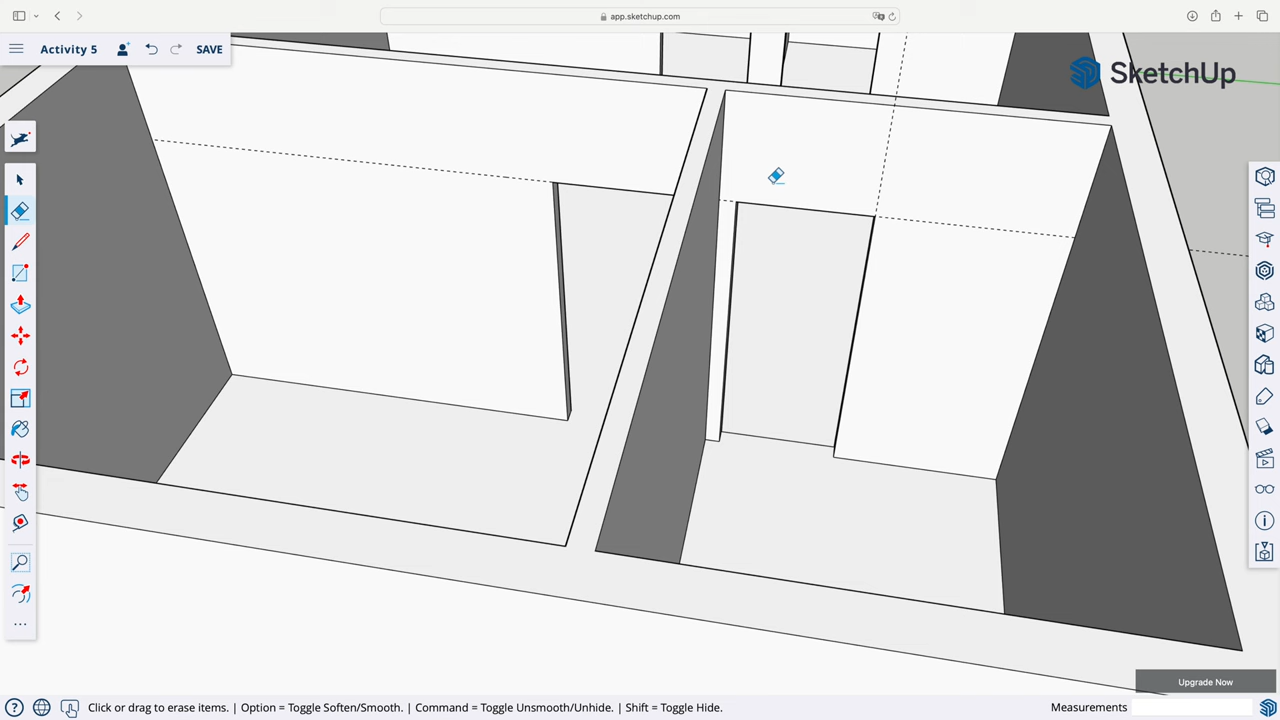 app.sketchup.com
Activity 5
SAVE
SketchUp
Upgrade Now
Click or drag to erase items. | Option = Toggle Soften/Smooth. | Command = Toggle Unsmooth/Unhide. | Shift = Toggle Hide.
Measurements